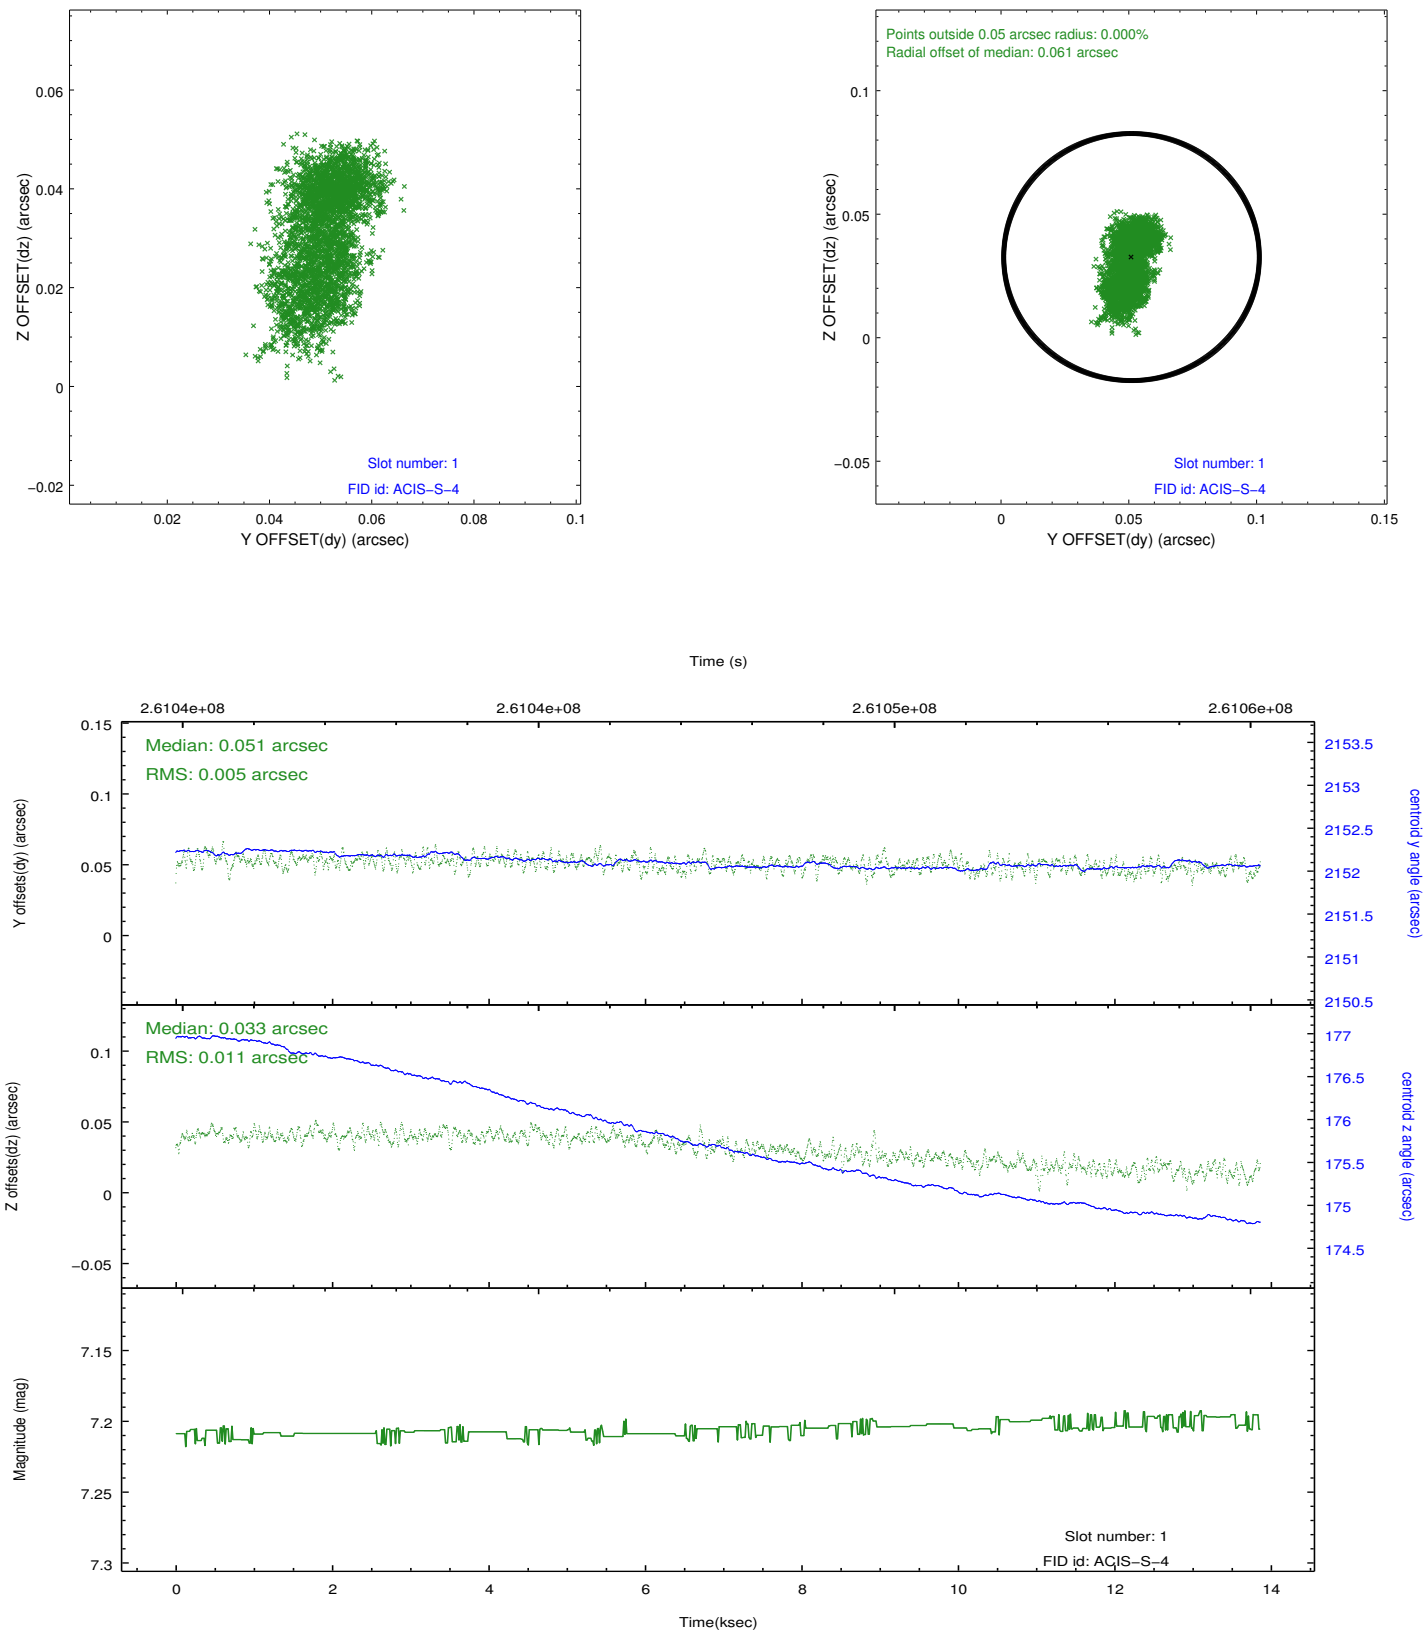 0.06
0.04
0.02
0
−0.02
Z OFFSET(dz) (arcsec)
Slot number: 1
FID id: ACIS−S−4
0.02 0.04 0.06 0.08 0.1
Y OFFSET(dy) (arcsec)
Points outside 0.05 arcsec radius: 0.000%
Radial offset of median: 0.061 arcsec
0.1
0.05
0
−0.05
Z OFFSET(dz) (arcsec)
Slot number: 1
FID id: ACIS−S−4
0 0.05 0.1 0.15
Y OFFSET(dy) (arcsec)
Time (s)
2.6104e+08 2.6104e+08 2.6105e+08 2.6106e+08
Median: 0.051 arcsec
RMS: 0.005 arcsec
0.15
0.1
0.05
0
Y offsets(dy) (arcsec)
2153.5
2153
2152.5
2152
2151.5
2151
2150.5
centroid y angle (arcsec)
Median: 0.033 arcsec
RMS: 0.011 arcsec
0.1
0.05
0
−0.05
Z offsets(dz) (arcsec)
177
176.5
176
175.5
175
174.5
centroid z angle (arcsec)
7.15
7.2
7.25
7.3
Magnitude (mag)
Slot number: 1
FID id: ACIS−S−4
0 2 4 6 8 10 12 14
Time(ksec)